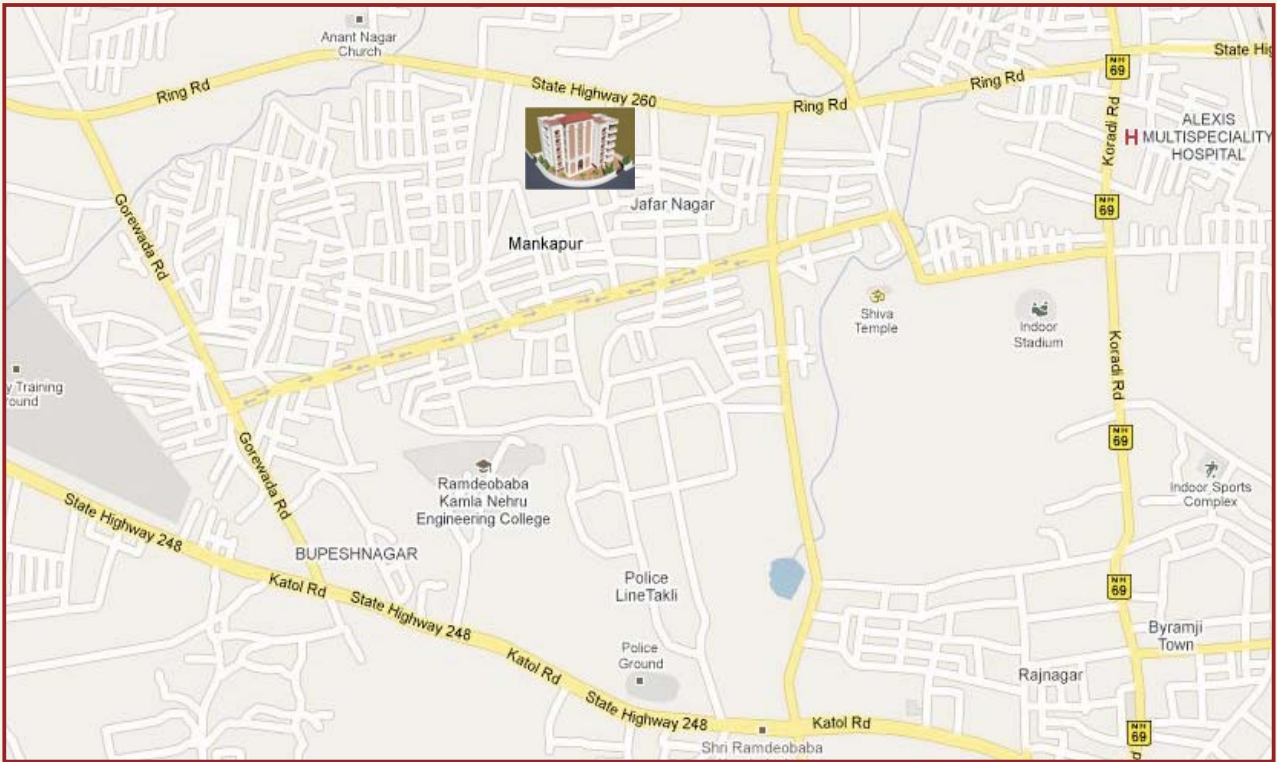 Anant Nagar
Church
State Highway 260
Ring Rd
Ring Rd
Ring Rd
NH
69
Koradi Rd
H
ALEXIS
MULTISPECIALITY
HOSPITAL
NH
69
Jafar Nagar
Mankapur
Gorewada Rd
Shiva
Temple
Indoor
Stadium
Koradi Rd
Training
Gorewada Rd
NH
69
Ramdeobaba
Kamla Nehru
Engineering College
Indoor Sports
Complex
State Highway 248
BUPESHNAGAR
Katol Rd
State Highway 248
Police
LineTakli
NH
69
Byramji
Town
Police
Ground
Katol Rd
Rajnagar
State Highway 248
Katol Rd
NH
69
Shri Ramdeobaba